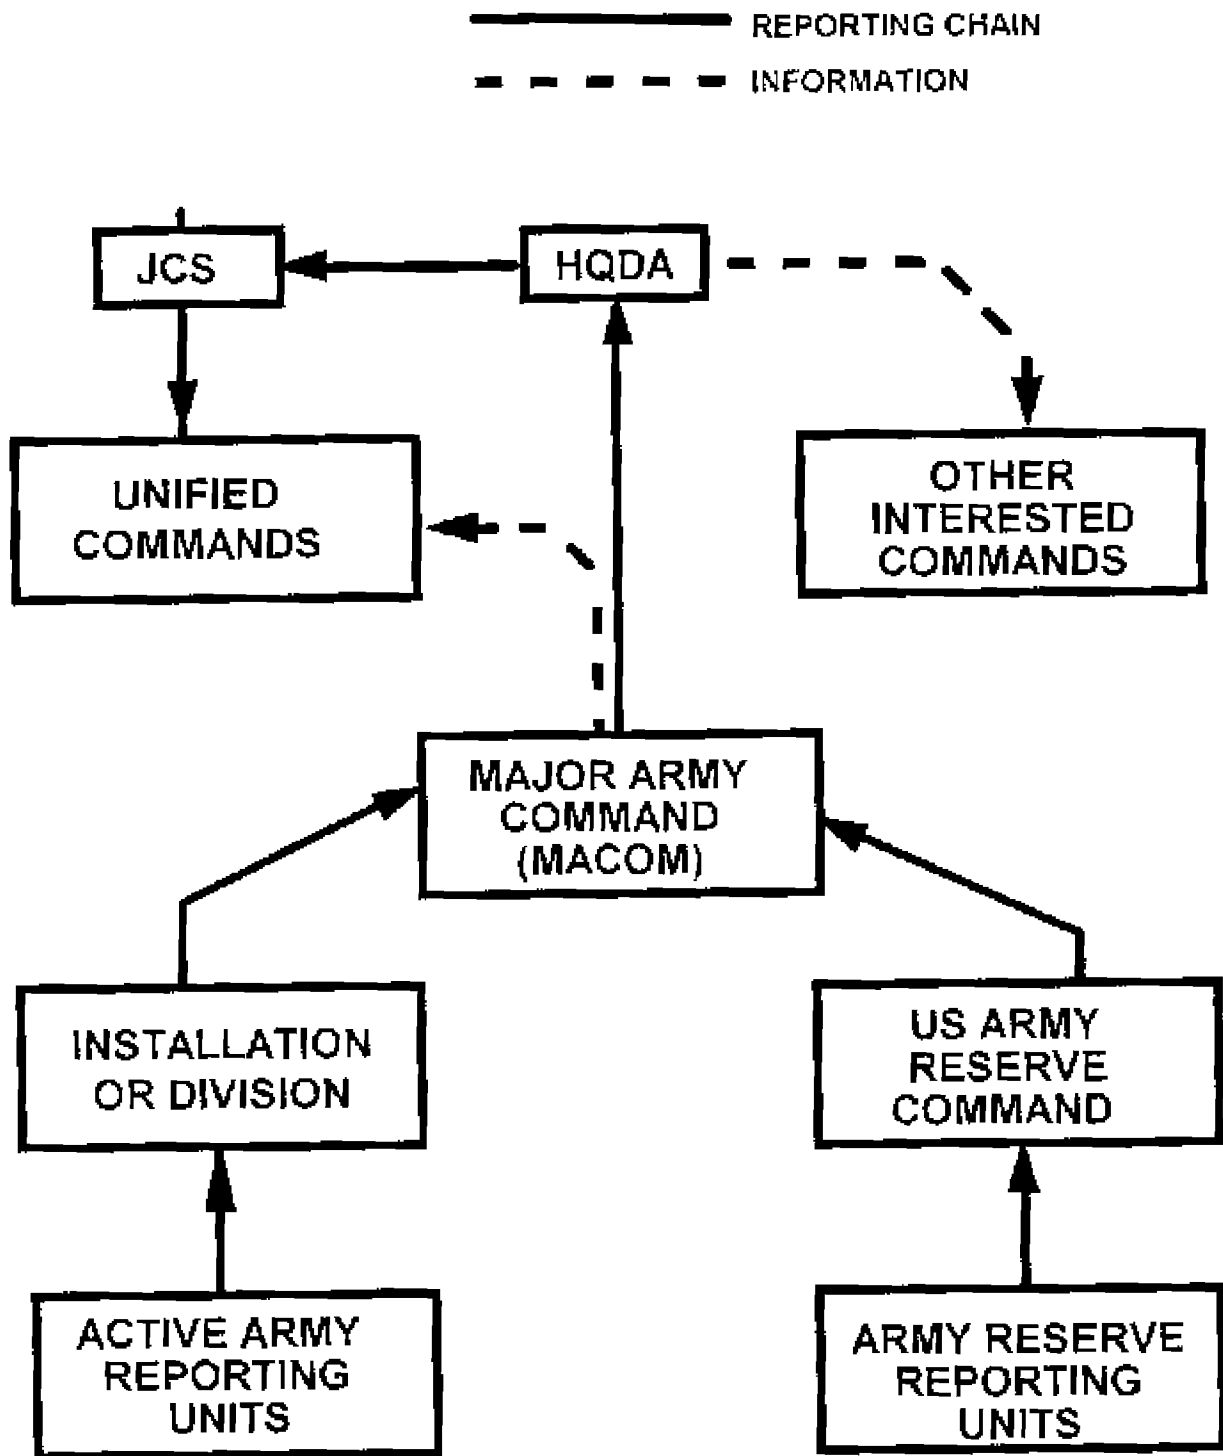 REPORTING CHAIN
INFORMATION
JCS
HQDA
UNIFIED
COMMANDS
OTHER
INTERESTED
COMMANDS
MAJOR ARMY
COMMAND
(MACOM)
INSTALLATION
OR DIVISION
US ARMY
RESERVE
COMMAND
ACTIVE ARMY
REPORTING
UNITS
ARMY RESERVE
REPORTING
UNITS